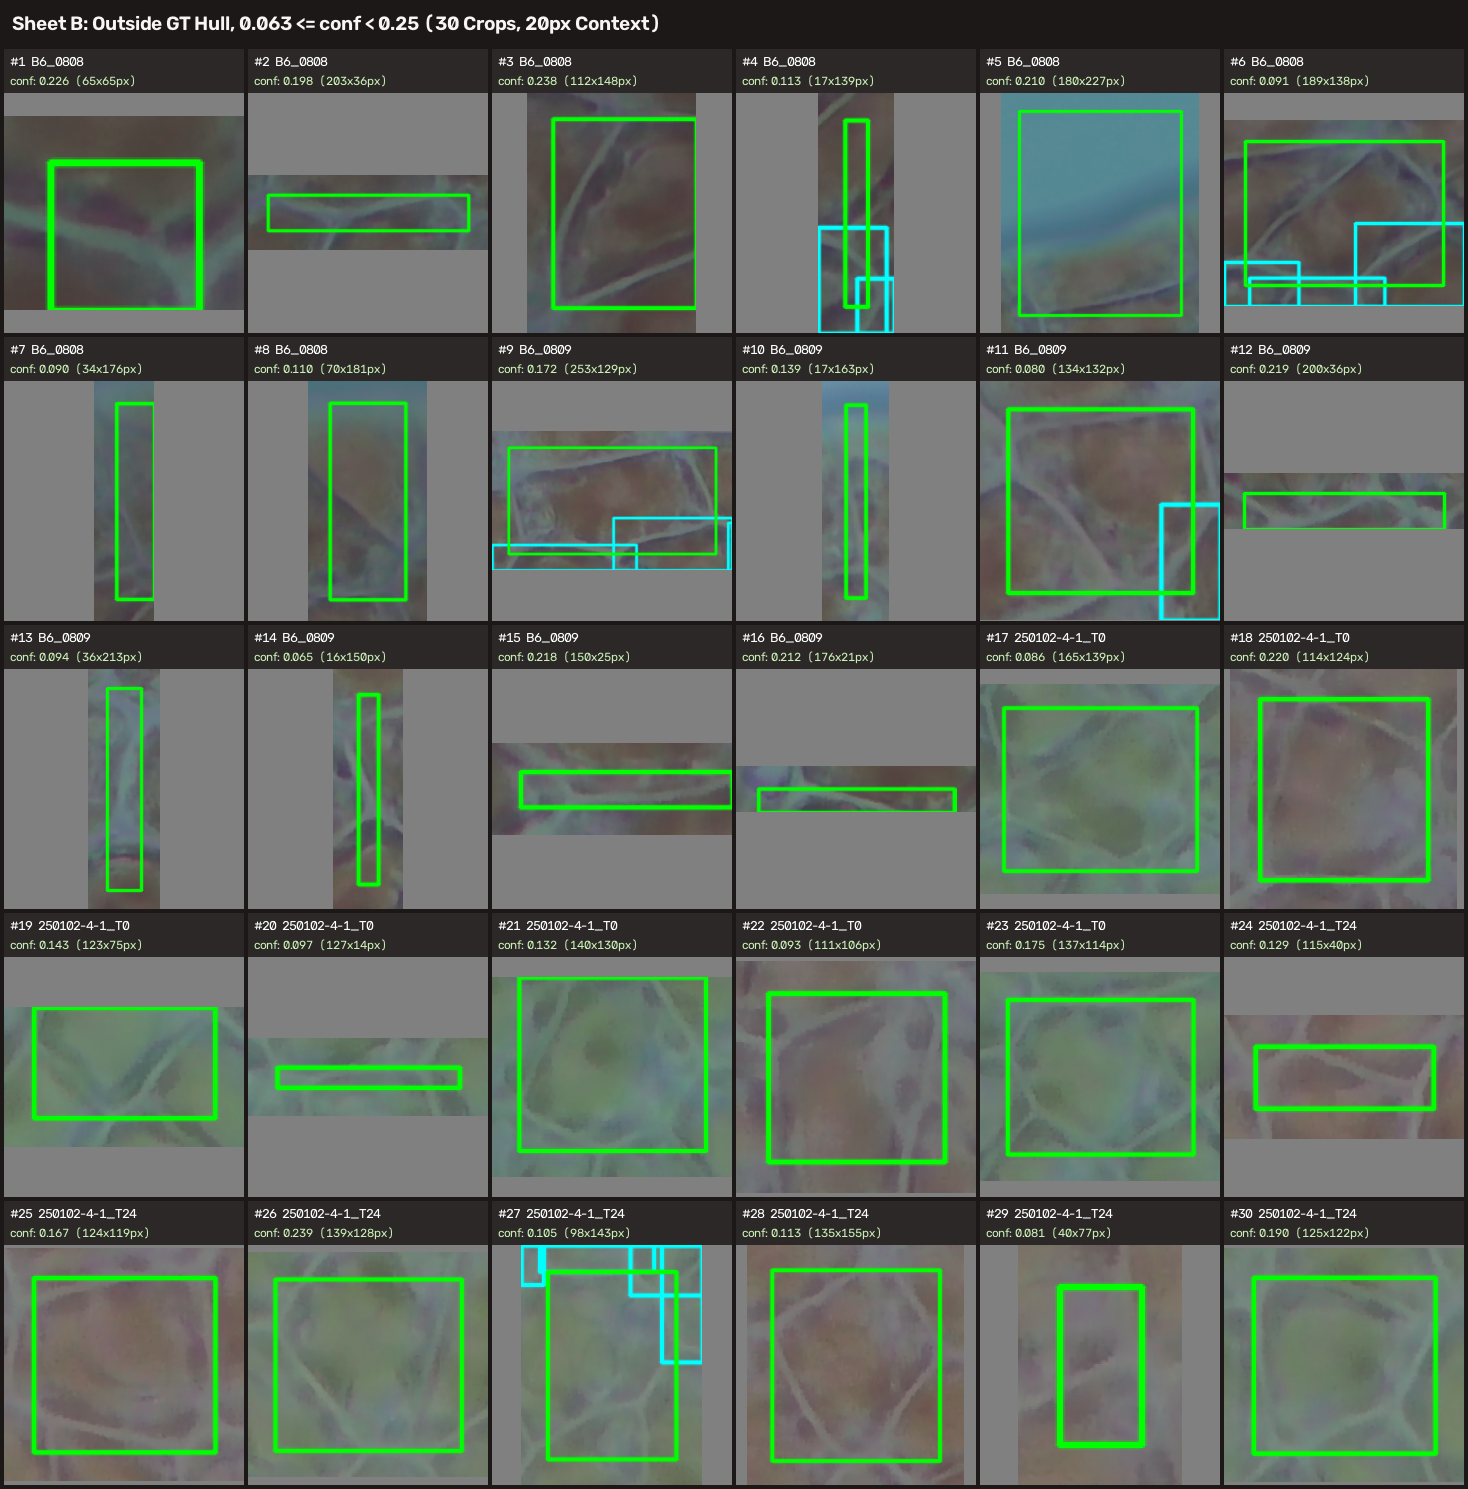 Sheet B: Outside GT Hull, 0.063 <= conf < 0.25 (30 Crops, 20px Context)
#1 B6_0808
conf: 0.226 (65x65px)
#2 B6_0808
conf: 0.198 (203x36px)
#3 B6_0808
conf: 0.238 (112x148px)
#4 B6_0808
conf: 0.113 (17x139px)
#5 B6_0808
conf: 0.210 (180x227px)
#6 B6_0808
conf: 0.091 (189x138px)
#7 B6_0808
conf: 0.090 (34x176px)
#8 B6_0808
conf: 0.110 (70x181px)
#9 B6_0809
conf: 0.172 (253x129px)
#10 B6_0809
conf: 0.139 (17x163px)
#11 B6_0809
conf: 0.080 (134x132px)
#12 B6_0809
conf: 0.219 (200x36px)
#13 B6_0809
conf: 0.094 (36x213px)
#14 B6_0809
conf: 0.065 (16x150px)
#15 B6_0809
conf: 0.218 (150x25px)
#16 B6_0809
conf: 0.212 (176x21px)
#17 250102-4-1_T0
conf: 0.086 (165x139px)
#18 250102-4-1_T0
conf: 0.220 (114x124px)
#19 250102-4-1_T0
conf: 0.143 (123x75px)
#20 250102-4-1_T0
conf: 0.097 (127x14px)
#21 250102-4-1_T0
conf: 0.132 (140x130px)
#22 250102-4-1_T0
conf: 0.093 (111x106px)
#23 250102-4-1_T0
conf: 0.175 (137x114px)
#24 250102-4-1_T24
conf: 0.129 (115x40px)
#25 250102-4-1_T24
conf: 0.167 (124x119px)
#26 250102-4-1_T24
conf: 0.239 (139x128px)
#27 250102-4-1_T24
conf: 0.105 (98x143px)
#28 250102-4-1_T24
conf: 0.113 (135x155px)
#29 250102-4-1_T24
conf: 0.081 (40x77px)
#30 250102-4-1_T24
conf: 0.190 (125x122px)